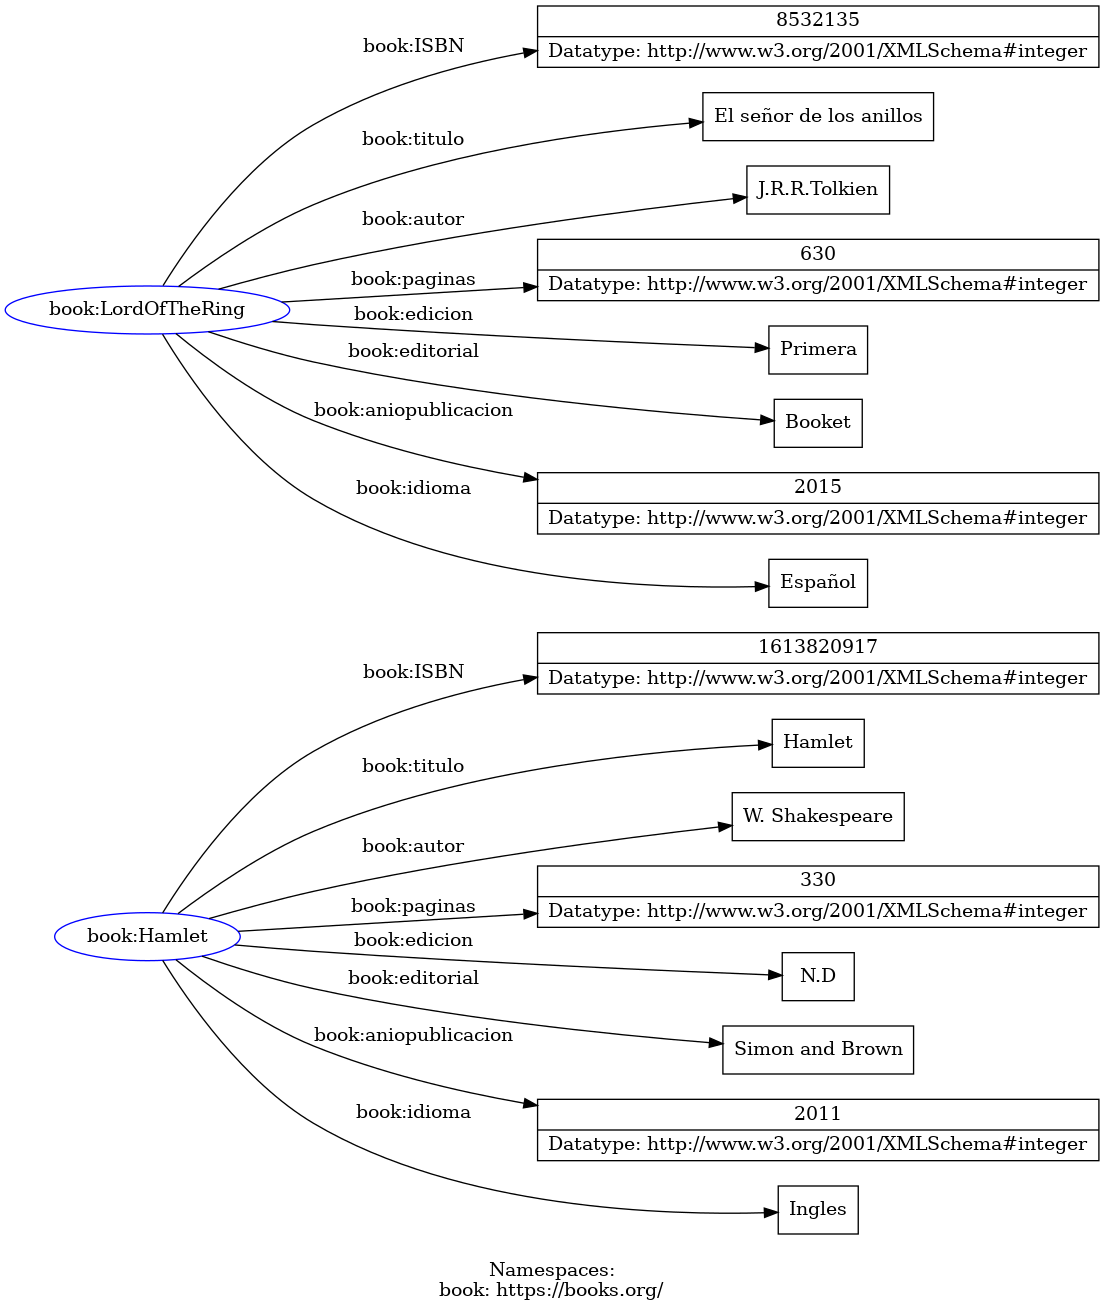 book:ISBN
8532135
Datatype: http://www.w3.org/2001/XMLSchema#integer
book:titulo
El señor de los anillos
book:autor
J.R.R.Tolkien
book:LordOfTheRing
book:paginas
630
Datatype: http://www.w3.org/2001/XMLSchema#integer
book:edicion
Primera
book:editorial
Booket
book:aniopublicacion
2015
Datatype: http://www.w3.org/2001/XMLSchema#integer
book:idioma
Español
book:ISBN
1613820917
Datatype: http://www.w3.org/2001/XMLSchema#integer
book:titulo
Hamlet
book:autor
W. Shakespeare
book:Hamlet
book:paginas
330
Datatype: http://www.w3.org/2001/XMLSchema#integer
book:edicion
N.D
book:editorial
Simon and Brown
book:aniopublicacion
2011
Datatype: http://www.w3.org/2001/XMLSchema#integer
book:idioma
Ingles
Namespaces:
book: https://books.org/